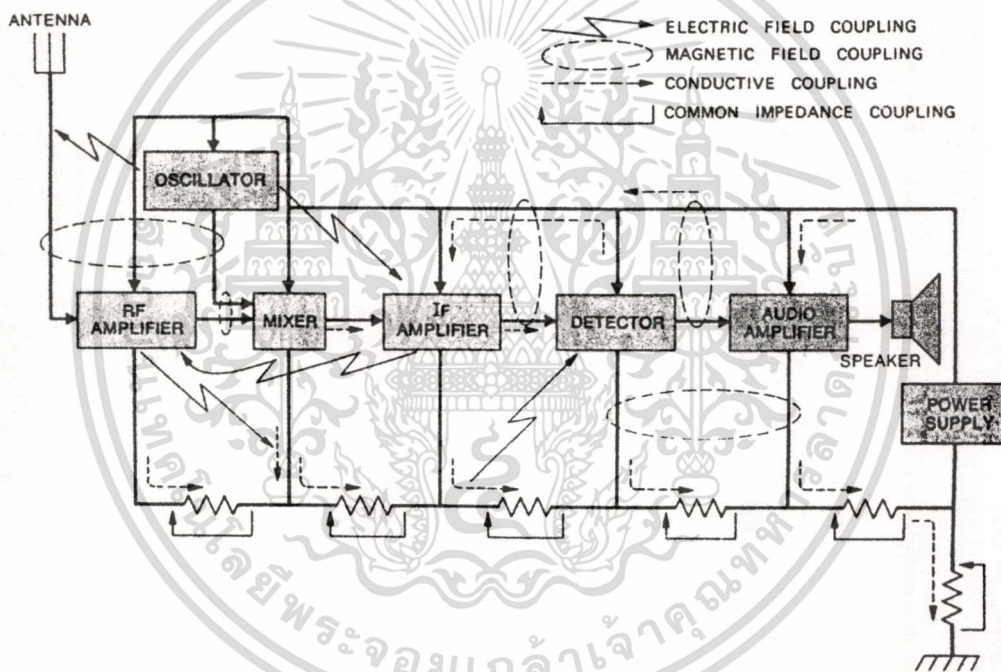 ANTENNA
ELECTRIC FIELD COUPLING
MAGNETIC FIELD COUPLING
CONDUCTIVE COUPLING
COMMON IMPEDANCE COUPLING
OSCILLATOR
RF
AMPLIFIER
MIXER
IF
AMPLIFIER
DETECTOR
AUDIO
AMPLIFIER
SPEAKER
POWER
SUPPLY